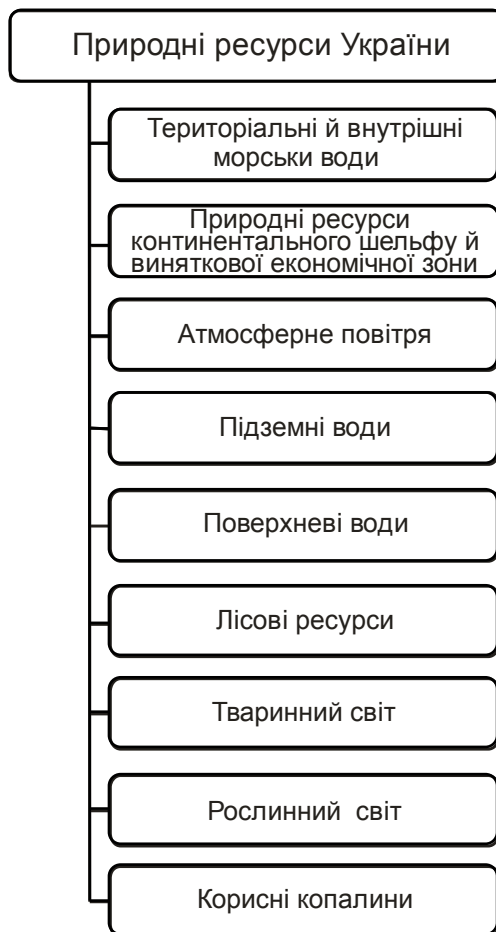 Природні ресурси України
Територіальні й внутрішні
морськи води
Природні ресурси
континентального шельфу й
виняткової економічної зони
Атмосферне повітря
Підземні води
Поверхневі води
Лісові ресурси
Тваринний світ
Рослинний світ
Корисні копалини